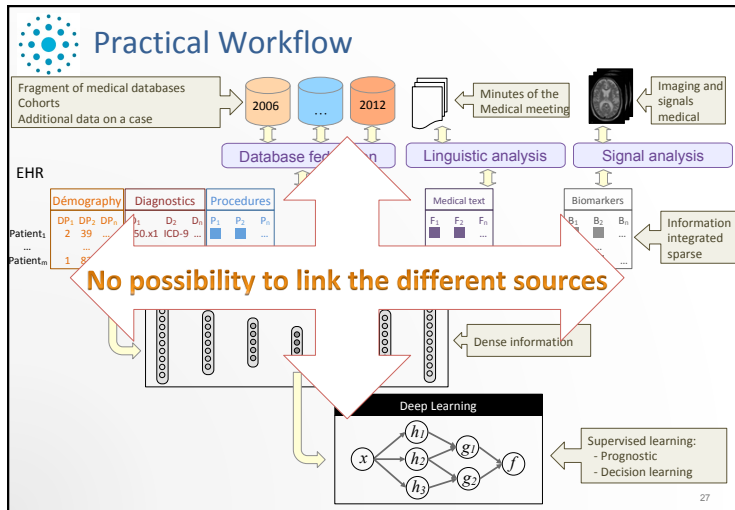 Practical Workflow
Fragment of medical databases
Cohorts
Additional data on a case
2006
...
2012
Minutes of the
Medical meeting
Imaging and
signals
medical
Database fed
on
Linguistic analysis
Signal analysis
EHR
Démography
Diagnostics
Procedures
Medical text
Biomarkers
DP1 DP2 DPn
D2 Dn
P1 P2 Pn
F1 F2 Fn
B1 B2 Bn
Patient1
2 39 ...
50.x1 ICD-9 ...
...
...
...
...
...
Patientm
1
...
Information
integrated
sparse
No possibility to link the different sources
Dense information
Deep Learning
x
h1
h2
h3
g1
g2
f
Supervised learning:
- Prognostic
- Decision learning
27